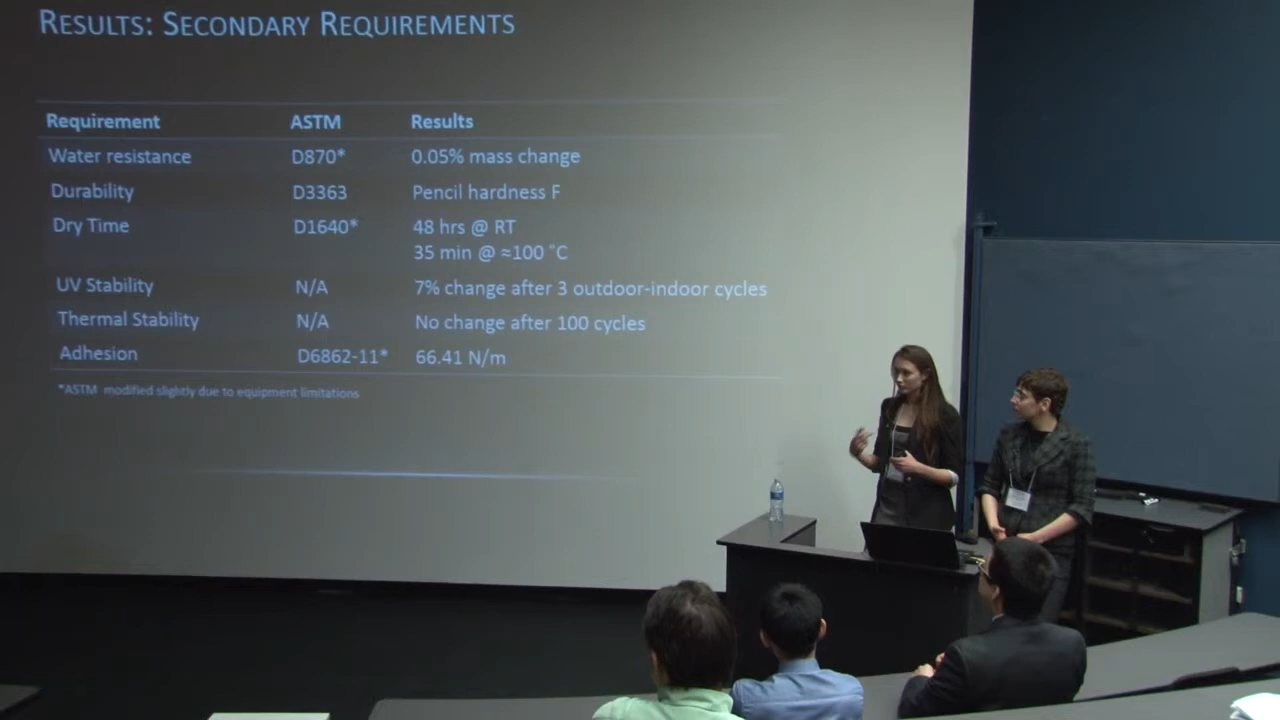 RESULTS: SECONDARY REQUIREMENTS
Requirement ASTM Results
Water resistance D870* 0.05% mass change
Durability D3363 Pencil hardness F
Dry Time D1640* 48 hrs @ RT
35 min @ ≈100 °C
UV Stability N/A 7% change after 3 outdoor-indoor cycles
Thermal Stability N/A No change after 100 cycles
Adhesion D6862-11* 66.41 N/m
*ASTM modified slightly due to equipment limitations